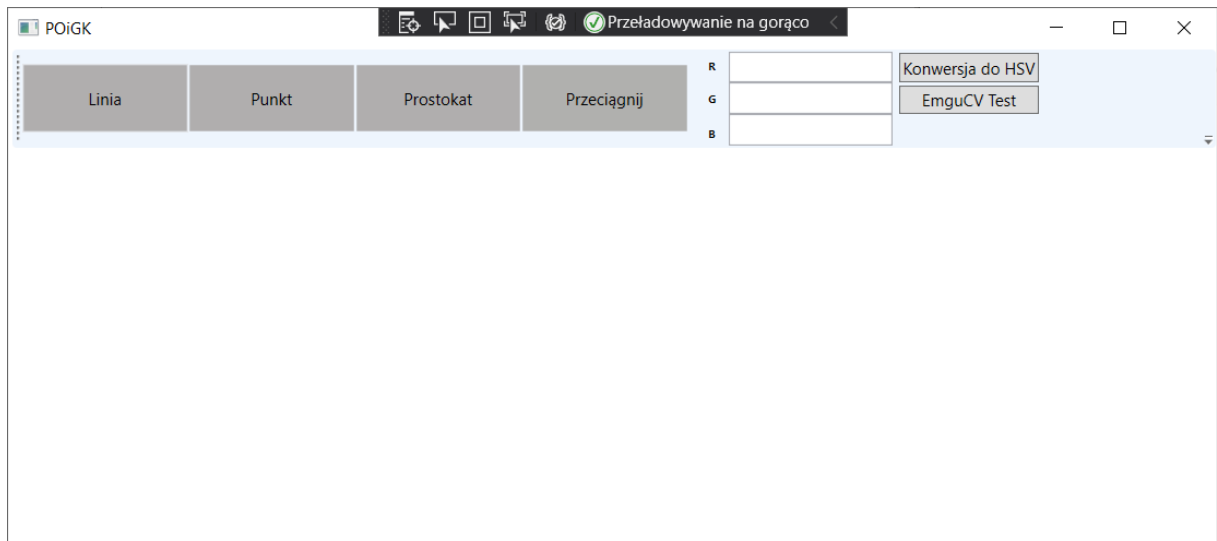 POiGK
Przeładowywanie na gorąco
Linia
Punkt
Prostokat
Przeciągnij
R
G
B
Konwersja do HSV
EmguCV Test